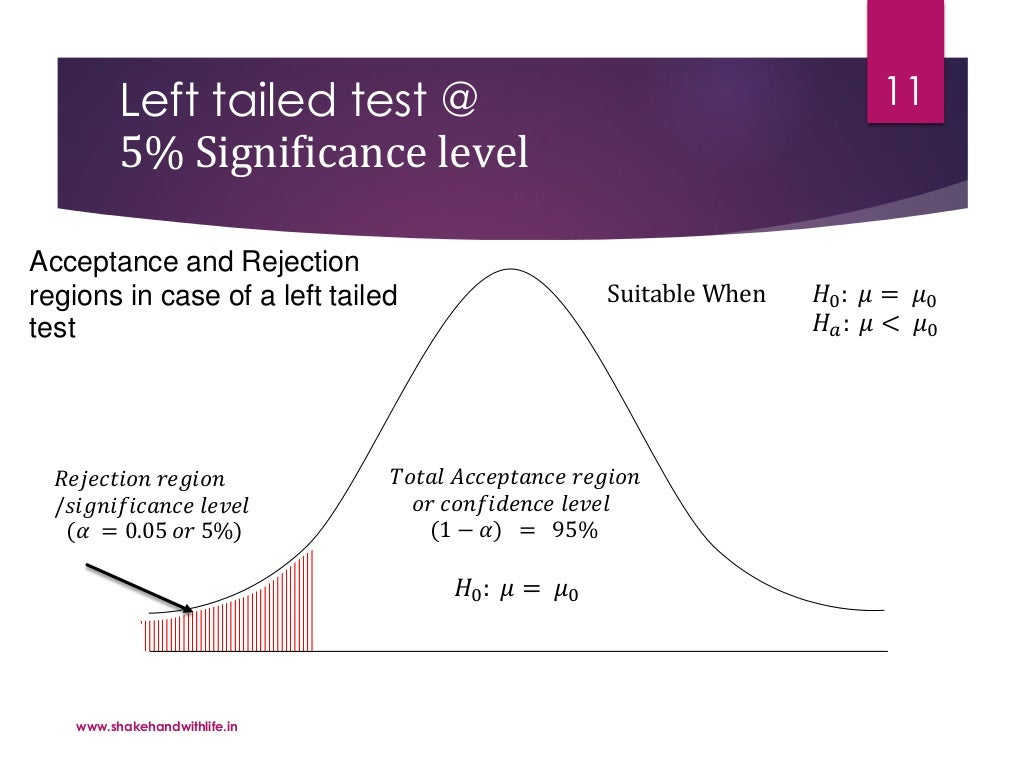 11
Left tailed test @
5% Significance level
Acceptance and Rejection
regions in case of a left tailed
test
Suitable When
H₀: μ = μ₀
Hₐ: μ < μ₀
Rejection region
/significance level
(α = 0.05 or 5%)
Total Acceptance region
or confidence level
(1 − α) = 95%
H₀: μ = μ₀
www.shakehandwithlife.in